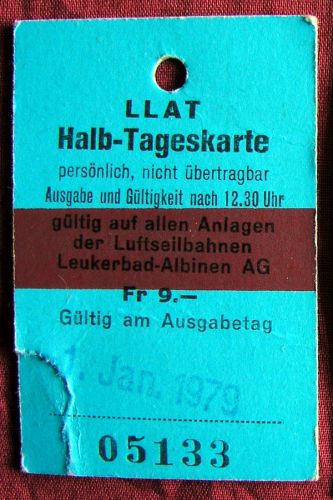 LLAT
Halb-Tageskarte
persönlich, nicht übertragbar
Ausgabe und Gültigkeit nach 12.30 Uhr
gültig auf allen Anlagen
der Luftseilbahnen
Leukerbad-Albinen AG
Fr 9.—
Gültig am Ausgabetag
1. Jan. 1979
05133